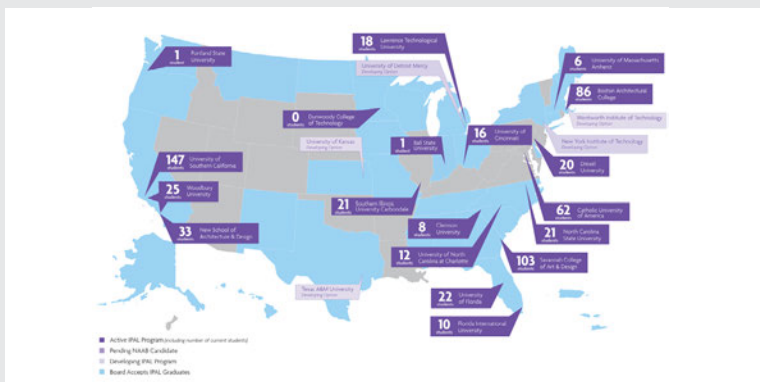 1
student
Portland State
University
18
students
Lawrence Technological
University
University of Detroit Mercy
Developing Option
6
students
University of Massachusetts
Amherst
86
students
Boston Architectural
College
Wentworth Institute of Technology
Developing Option
New York Institute of Technology
Developing Option
0
students
Dunwoody College
of Technology
University of Kansas
Developing Option
1
student
Ball State
University
16
students
University of
Cincinnati
20
students
Drexel
University
147
students
University of
Southern California
25
students
Woodbury
University
33
students
New School of
Architecture & Design
21
students
Southern Illinois
University Carbondale
8
students
Clemson
University
12
students
University of North
Carolina at Charlotte
62
students
Catholic University
of America
21
students
North Carolina
State University
103
students
Savannah College
of Art & Design
Texas A&M University
Developing Option
22
students
University
of Florida
10
students
Florida International
University
Active IPAL Program (including number of current students)
Pending NAAB Candidate
Developing IPAL Program
Board Accepts IPAL Graduates